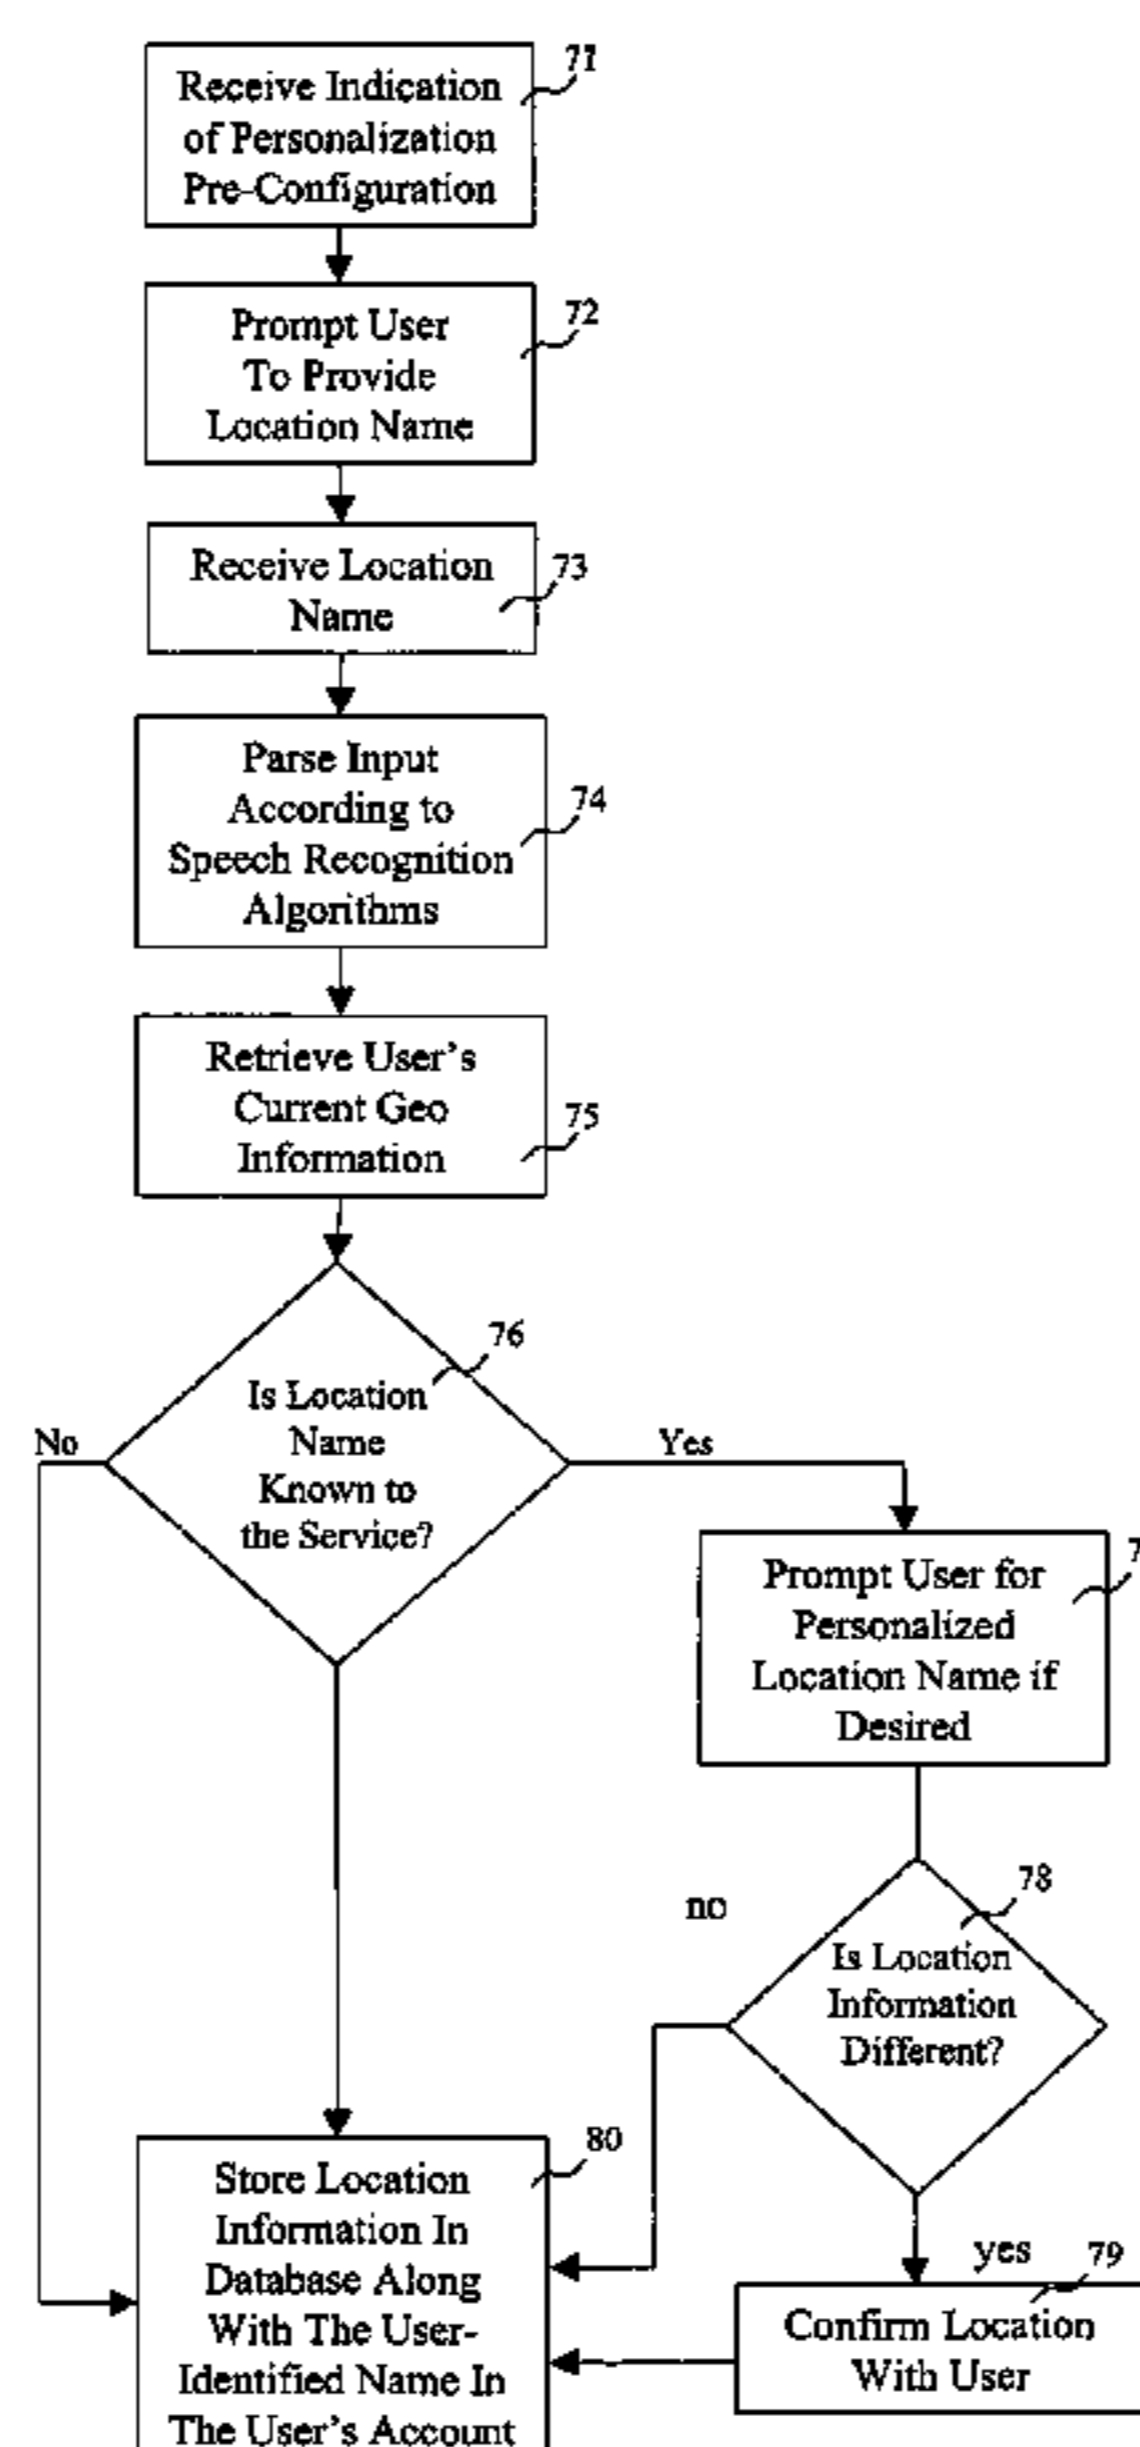 71
Receive Indication
of Personalization
Pre-Configuration
72
Prompt User
To Provide
Location Name
73
Receive Location
Name
74
Parse Input
According to
Speech Recognition
Algorithms
75
Retrieve User's
Current Geo
Information
76
Is Location
Name
Known to
the Service?
No
Yes
7
Prompt User for
Personalized
Location Name if
Desired
78
no
Is Location
Information
Different?
yes
79
Confirm Location
With User
80
Store Location
Information In
Database Along
With The User-
Identified Name In
The User's Account